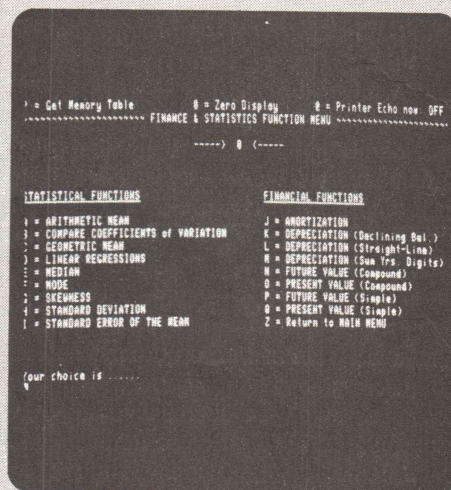 = Get Memory Table 0 = Zero Display = Printer Echo now: OFF
FINANCE & STATISTICS FUNCTION MENU
-----> 0 <-----
STATISTICAL FUNCTIONS FINANCIAL FUNCTIONS
= ARITHMETIC MEAN J = AMORTIZATION
= COMPARE COEFFICIENTS of VARIATION K = DEPRECIATION (Declining Bal.)
= GEOMETRIC MEAN L = DEPRECIATION (Straight-Line)
= LINEAR REGRESSIONS M = DEPRECIATION (Sum Yrs. Digits)
= MEDIAN N = FUTURE VALUE (Compound)
= MODE O = PRESENT VALUE (Compound)
= SKEWNESS P = FUTURE VALUE (Simple)
= STANDARD DEVIATION Q = PRESENT VALUE (Simple)
= STANDARD ERROR OF THE MEAN Z = Return to MAIN MENU
Your choice is ......